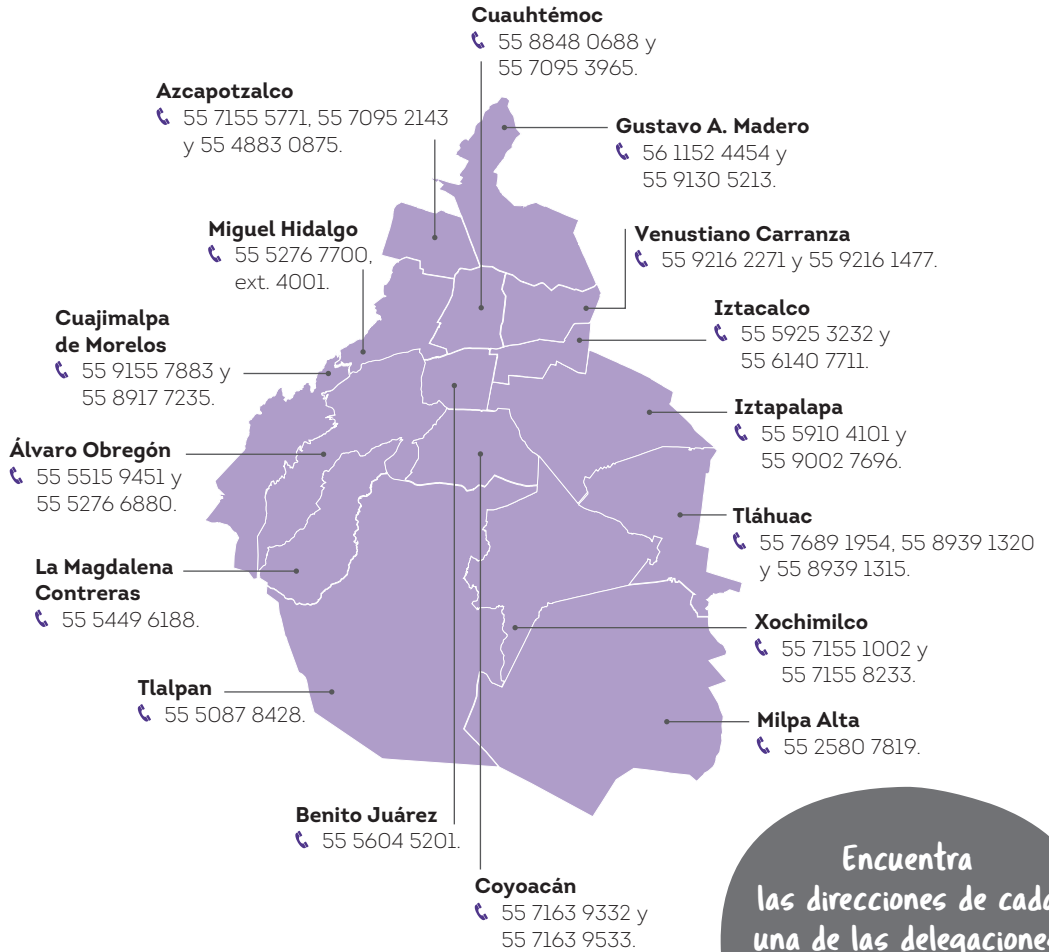 Cuauhtémoc
55 8848 0688 y
55 7095 3965.
Azcapotzalco
55 7155 5771, 55 7095 2143
y 55 4883 0875.
Gustavo A. Madero
56 1152 4454 y
55 9130 5213.
Miguel Hidalgo
55 5276 7700,
ext. 4001.
Venustiano Carranza
55 9216 2271 y 55 9216 1477.
Cuajimalpa
de Morelos
55 9155 7883 y
55 8917 7235.
Iztacalco
55 5925 3232 y
55 6140 7711.
Iztapalapa
55 5910 4101 y
55 9002 7696.
Álvaro Obregón
55 5515 9451 y
55 5276 6880.
Tláhuac
55 7689 1954, 55 8939 1320
y 55 8939 1315.
La Magdalena
Contreras
55 5449 6188.
Xochimilco
55 7155 1002 y
55 7155 8233.
Tlalpan
55 5087 8428.
Milpa Alta
55 2580 7819.
Benito Juárez
55 5604 5201.
Coyoacán
55 7163 9332 y
55 7163 9533.
Encuentra
las direcciones de cada
una de las delegaciones